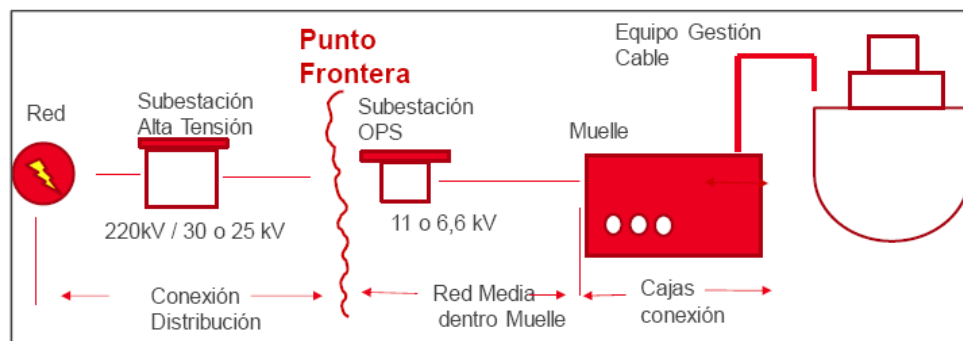 Punto
Frontera
Equipo Gestión
Cable
Red
Subestación
Alta Tensión
Subestación
OPS
Muelle
220kV / 30 o 25 kV
11 o 6,6 kV
Conexión
Distribución
Red Media
dentro Muelle
Cajas
conexión